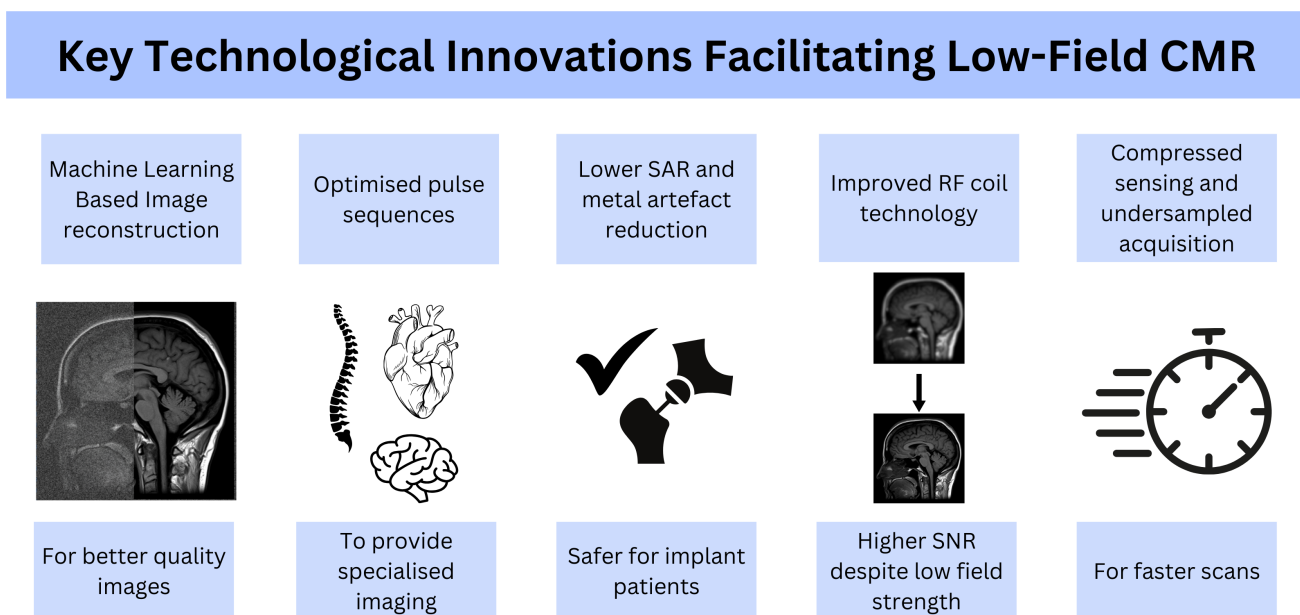 Key Technological Innovations Facilitating Low-Field CMR
Machine Learning
Based Image
reconstruction
Optimised pulse
sequences
Lower SAR and
metal artefact
reduction
Improved RF coil
technology
Compressed
sensing and
undersampled
acquisition
For better quality
images
To provide
specialised
imaging
Safer for implant
patients
Higher SNR
despite low field
strength
For faster scans